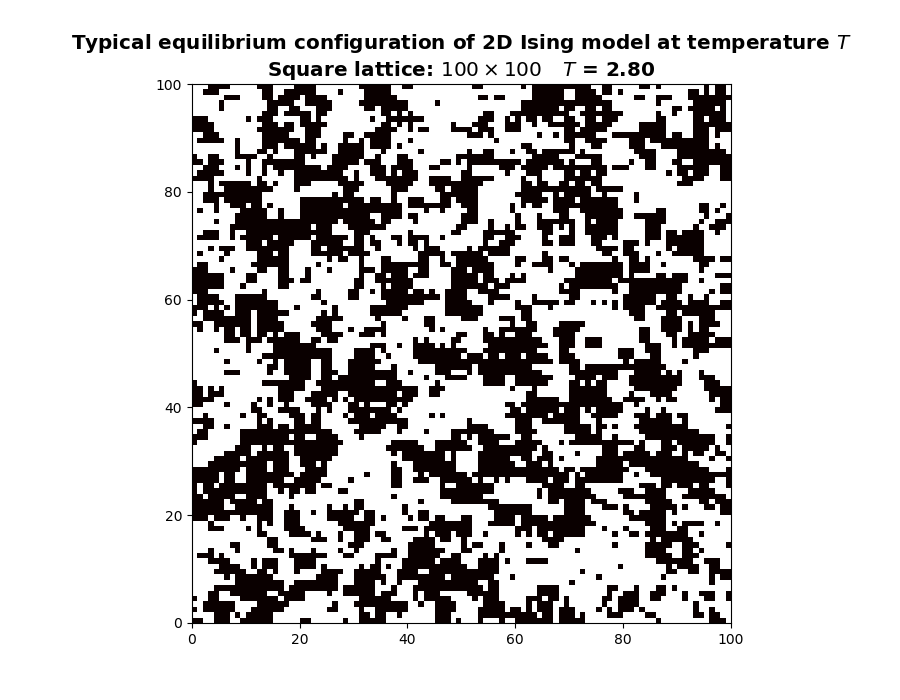 Typical equilibrium configuration of 2D Ising model at temperature T
Square lattice: 100 × 100 T = 2.80
100
80
60
40
20
0
0 20 40 60 80 100